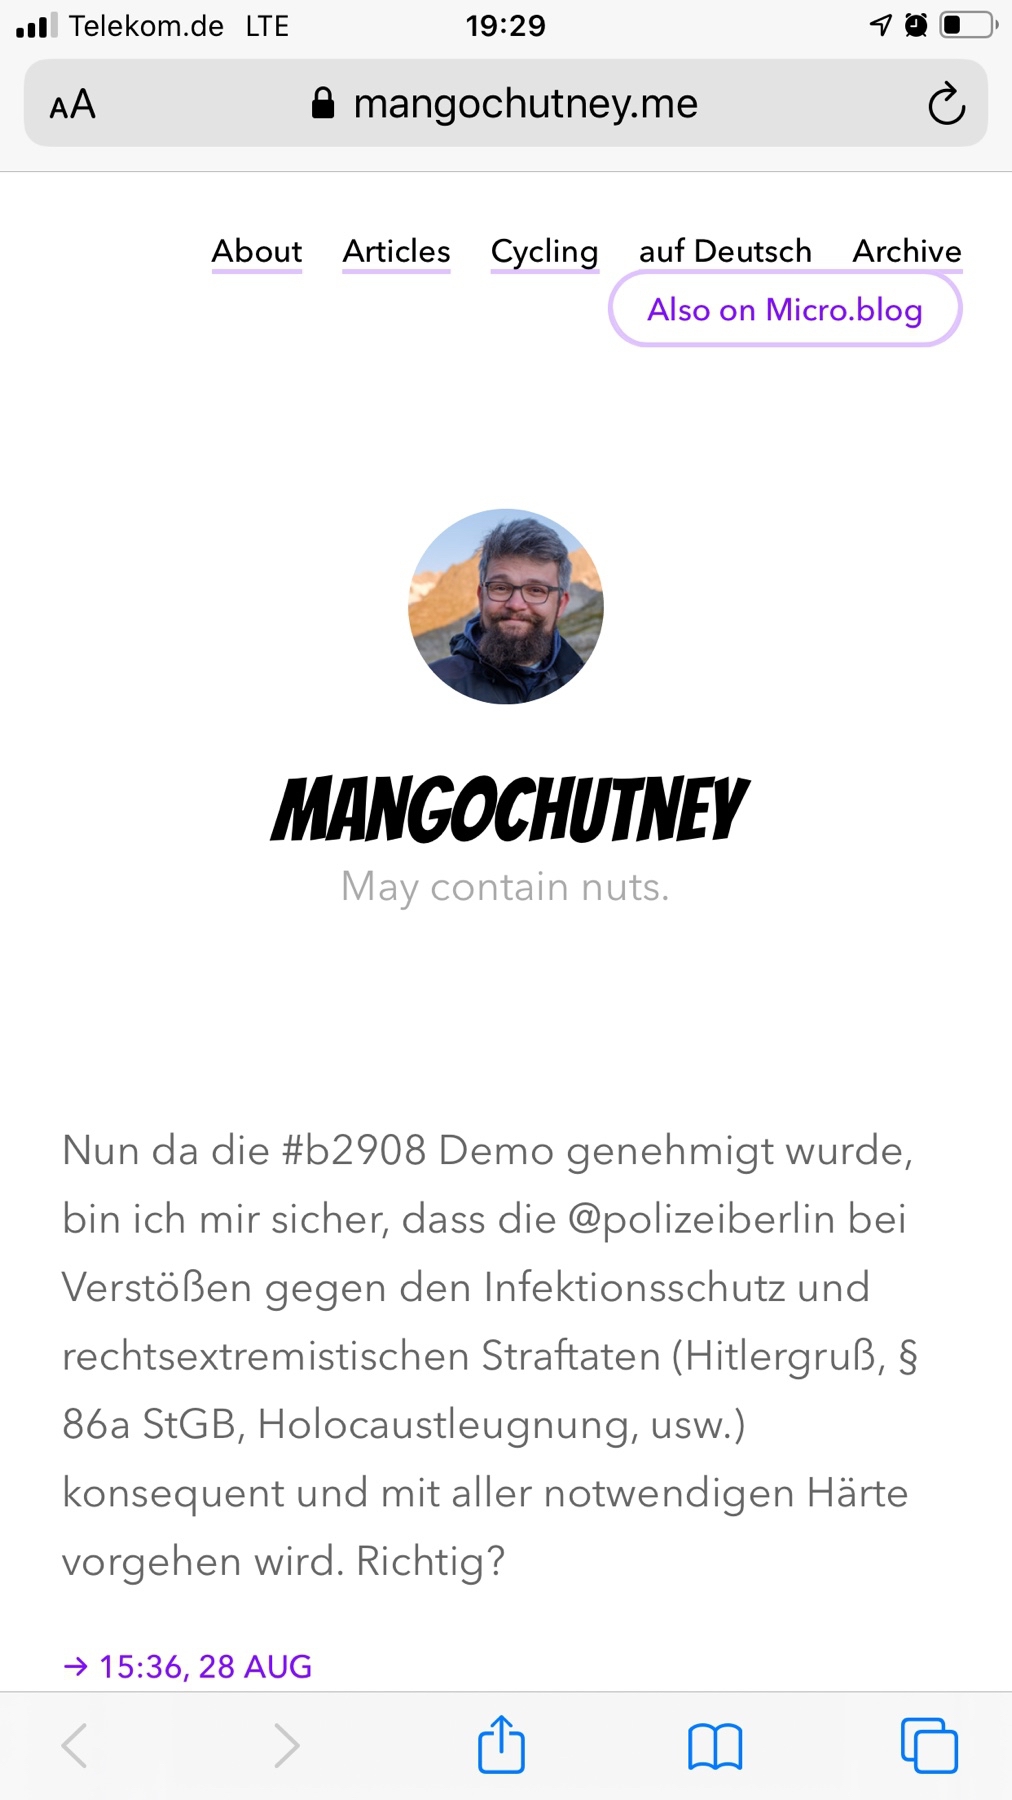 Telekom.de LTE 19:29
AA mangochutney.me
About Articles Cycling auf Deutsch Archive
Also on Micro.blog
MANGOCHUTNEY
May contain nuts.
Nun da die #b2908 Demo genehmigt wurde,
bin ich mir sicher, dass die @polizeiberlin bei
Verstößen gegen den Infektionsschutz und
rechtsextremistischen Straftaten (Hitlergruß, §
86a StGB, Holocaustleugnung, usw.)
konsequent und mit aller notwendigen Härte
vorgehen wird. Richtig?
→ 15:36, 28 AUG